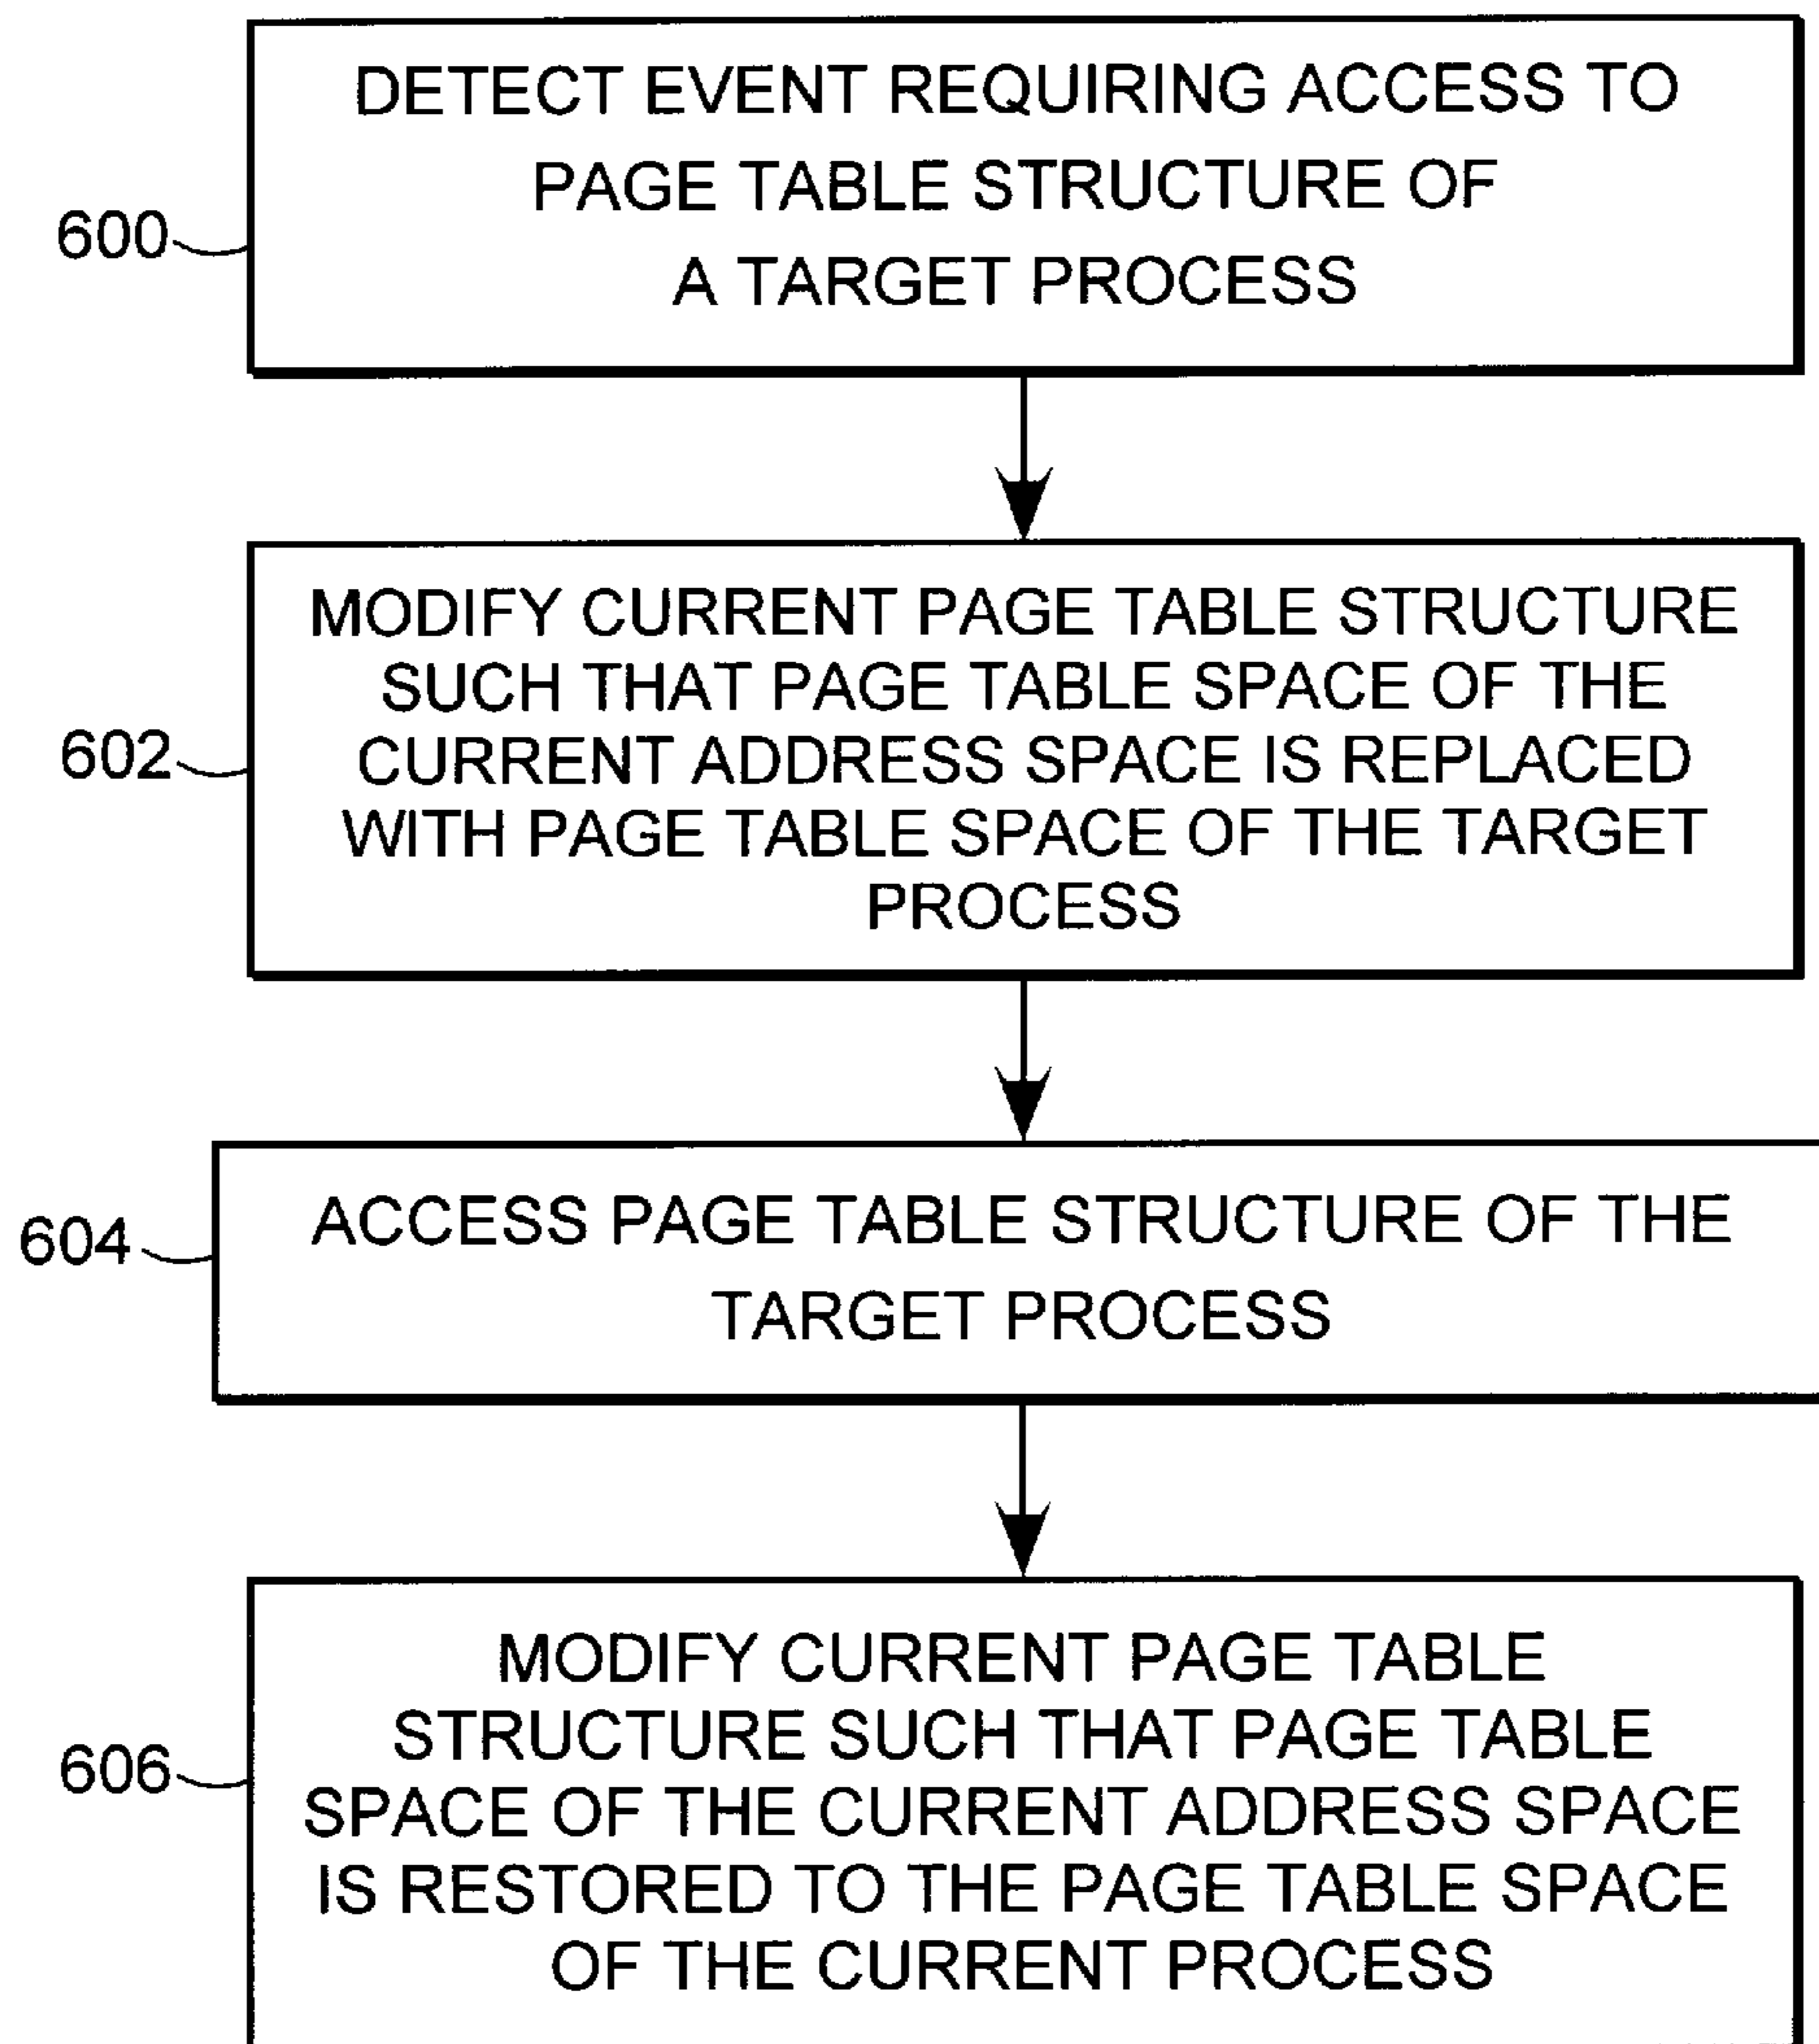 DETECT EVENT REQUIRING ACCESS TO
PAGE TABLE STRUCTURE OF
A TARGET PROCESS
600
MODIFY CURRENT PAGE TABLE STRUCTURE
SUCH THAT PAGE TABLE SPACE OF THE
CURRENT ADDRESS SPACE IS REPLACED
WITH PAGE TABLE SPACE OF THE TARGET
PROCESS
602
ACCESS PAGE TABLE STRUCTURE OF THE
TARGET PROCESS
604
MODIFY CURRENT PAGE TABLE
STRUCTURE SUCH THAT PAGE TABLE
SPACE OF THE CURRENT ADDRESS SPACE
IS RESTORED TO THE PAGE TABLE SPACE
OF THE CURRENT PROCESS
606